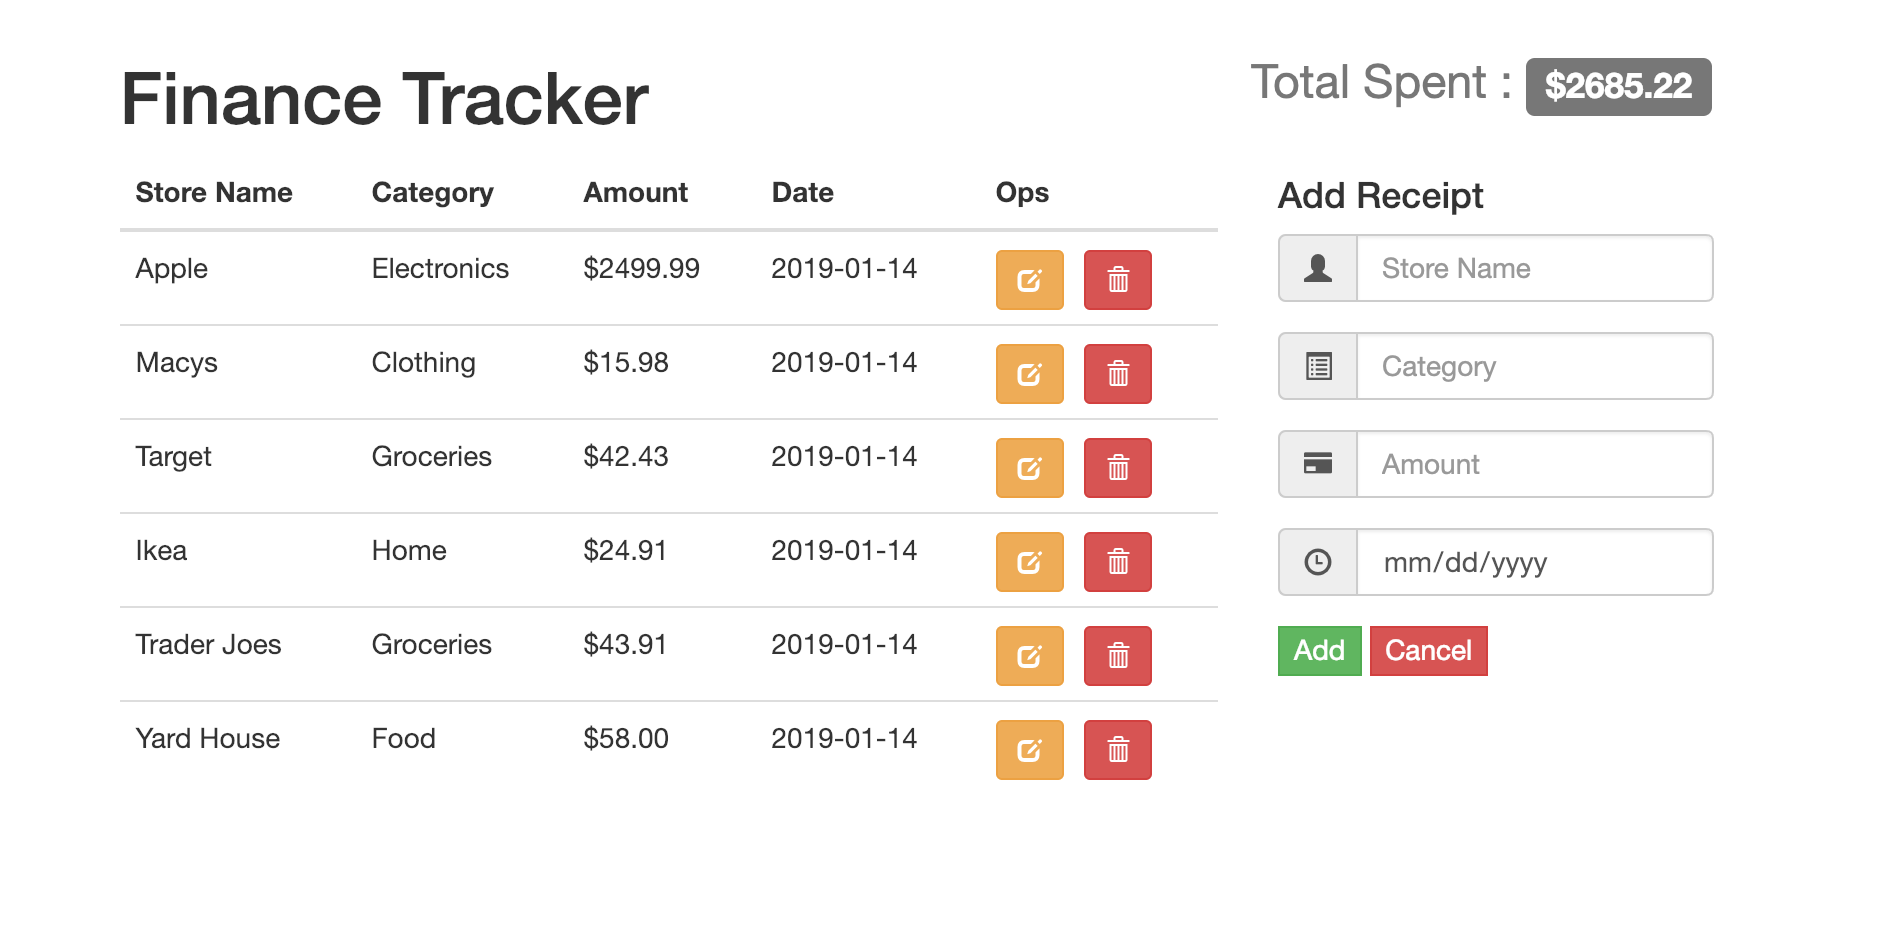 Finance Tracker
Total Spent : $2685.22
Store Name Category Amount Date Ops
Apple Electronics $2499.99 2019-01-14
Macys Clothing $15.98 2019-01-14
Target Groceries $42.43 2019-01-14
Ikea Home $24.91 2019-01-14
Trader Joes Groceries $43.91 2019-01-14
Yard House Food $58.00 2019-01-14
Add Receipt
Store Name
Category
Amount
mm/dd/yyyy
Add Cancel